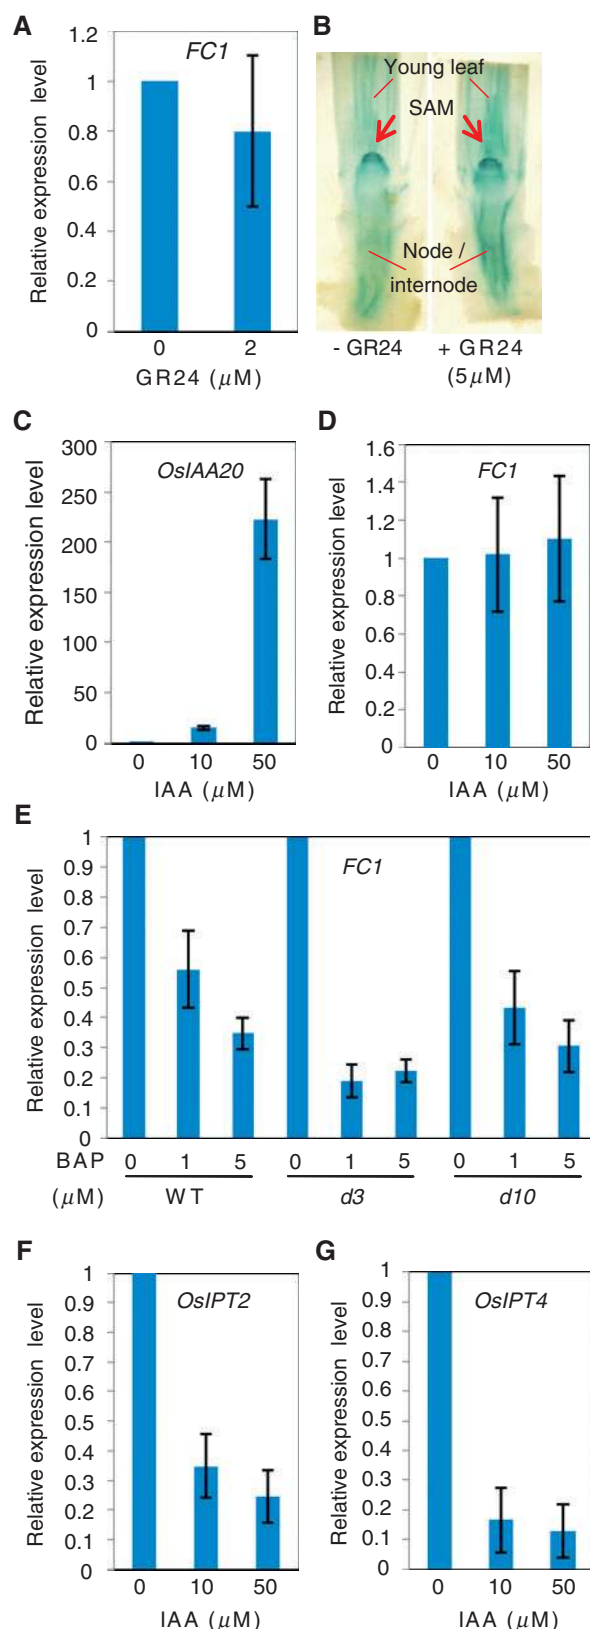 A
Relative expression level
1.2
1
0.8
0.6
0.4
0.2
0
FC1
0 2
GR24 (μM)
B
Young leaf
SAM
Node /
internode
- GR24 + GR24
(5μM)
C
Relative expression level
300
250
200
150
100
50
0
OsIAA20
0 10 50
IAA (μM)
D
Relative expression level
1.6
1.4
1.2
1
0.8
0.6
0.4
0.2
0
FC1
0 10 50
IAA (μM)
E
Relative expression level
1
0.9
0.8
0.7
0.6
0.5
0.4
0.3
0.2
0.1
0
FC1
BAP 0 1 5 0 1 5 0 1 5
(μM) WT d3 d10
F
Relative expression level
1
0.9
0.8
0.7
0.6
0.5
0.4
0.3
0.2
0.1
0
OsIPT2
0 10 50
IAA (μM)
G
Relative expression level
1
0.9
0.8
0.7
0.6
0.5
0.4
0.3
0.2
0.1
0
OsIPT4
0 10 50
IAA (μM)